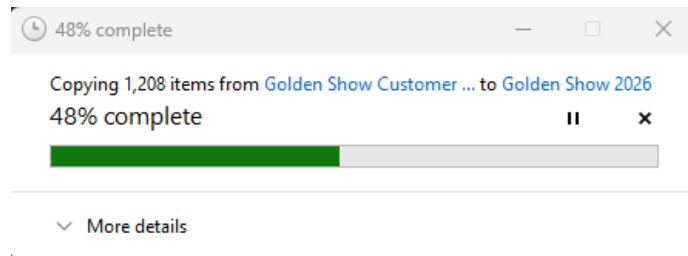 48% complete
Copying 1,208 items from Golden Show Customer ... to Golden Show 2026
48% complete
More details